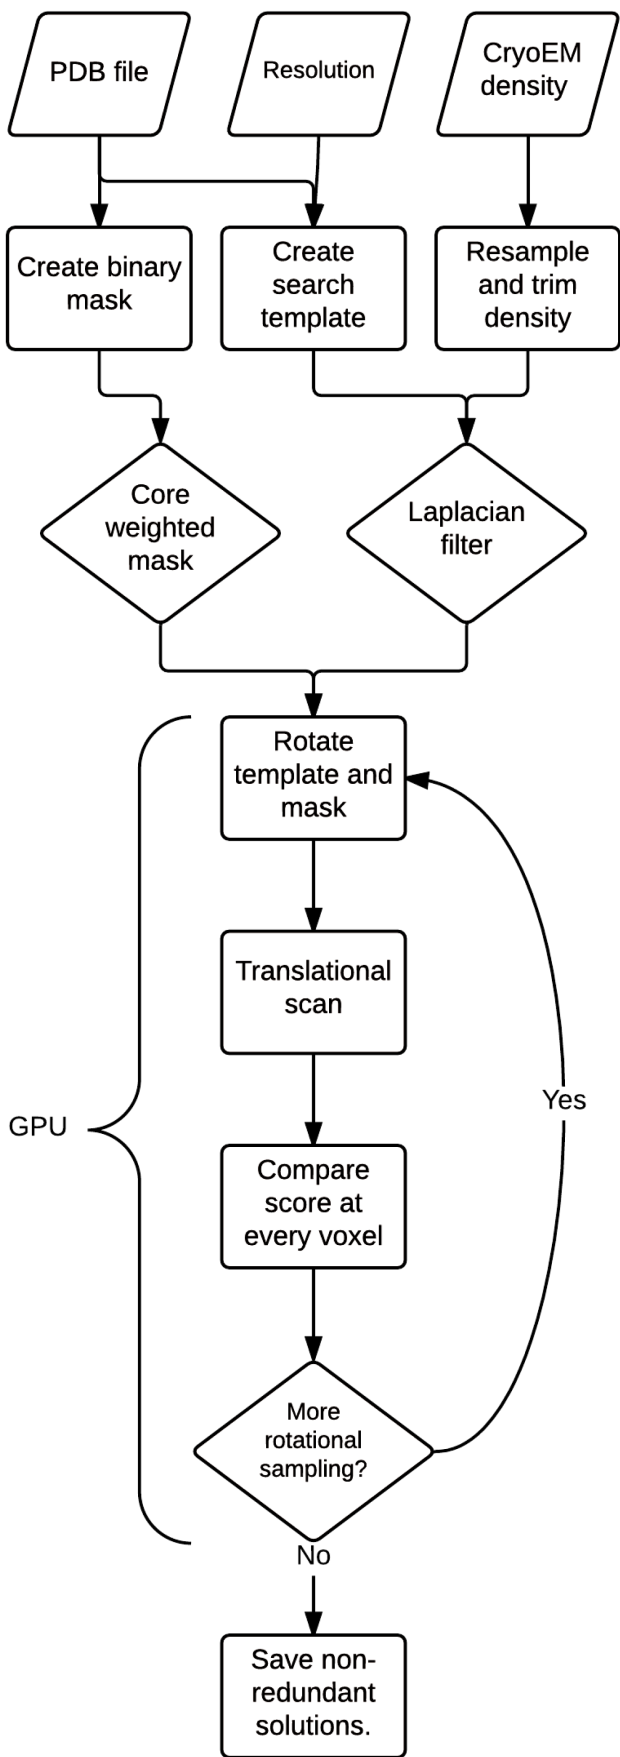 PDB file
Resolution
CryoEM
density
Create binary
mask
Create
search
template
Resample
and trim
density
Core
weighted
mask
Laplacian
filter
Rotate
template and
mask
Translational
scan
GPU
Yes
Compare
score at
every voxel
More
rotational
sampling?
No
Save non-
redundant
solutions.